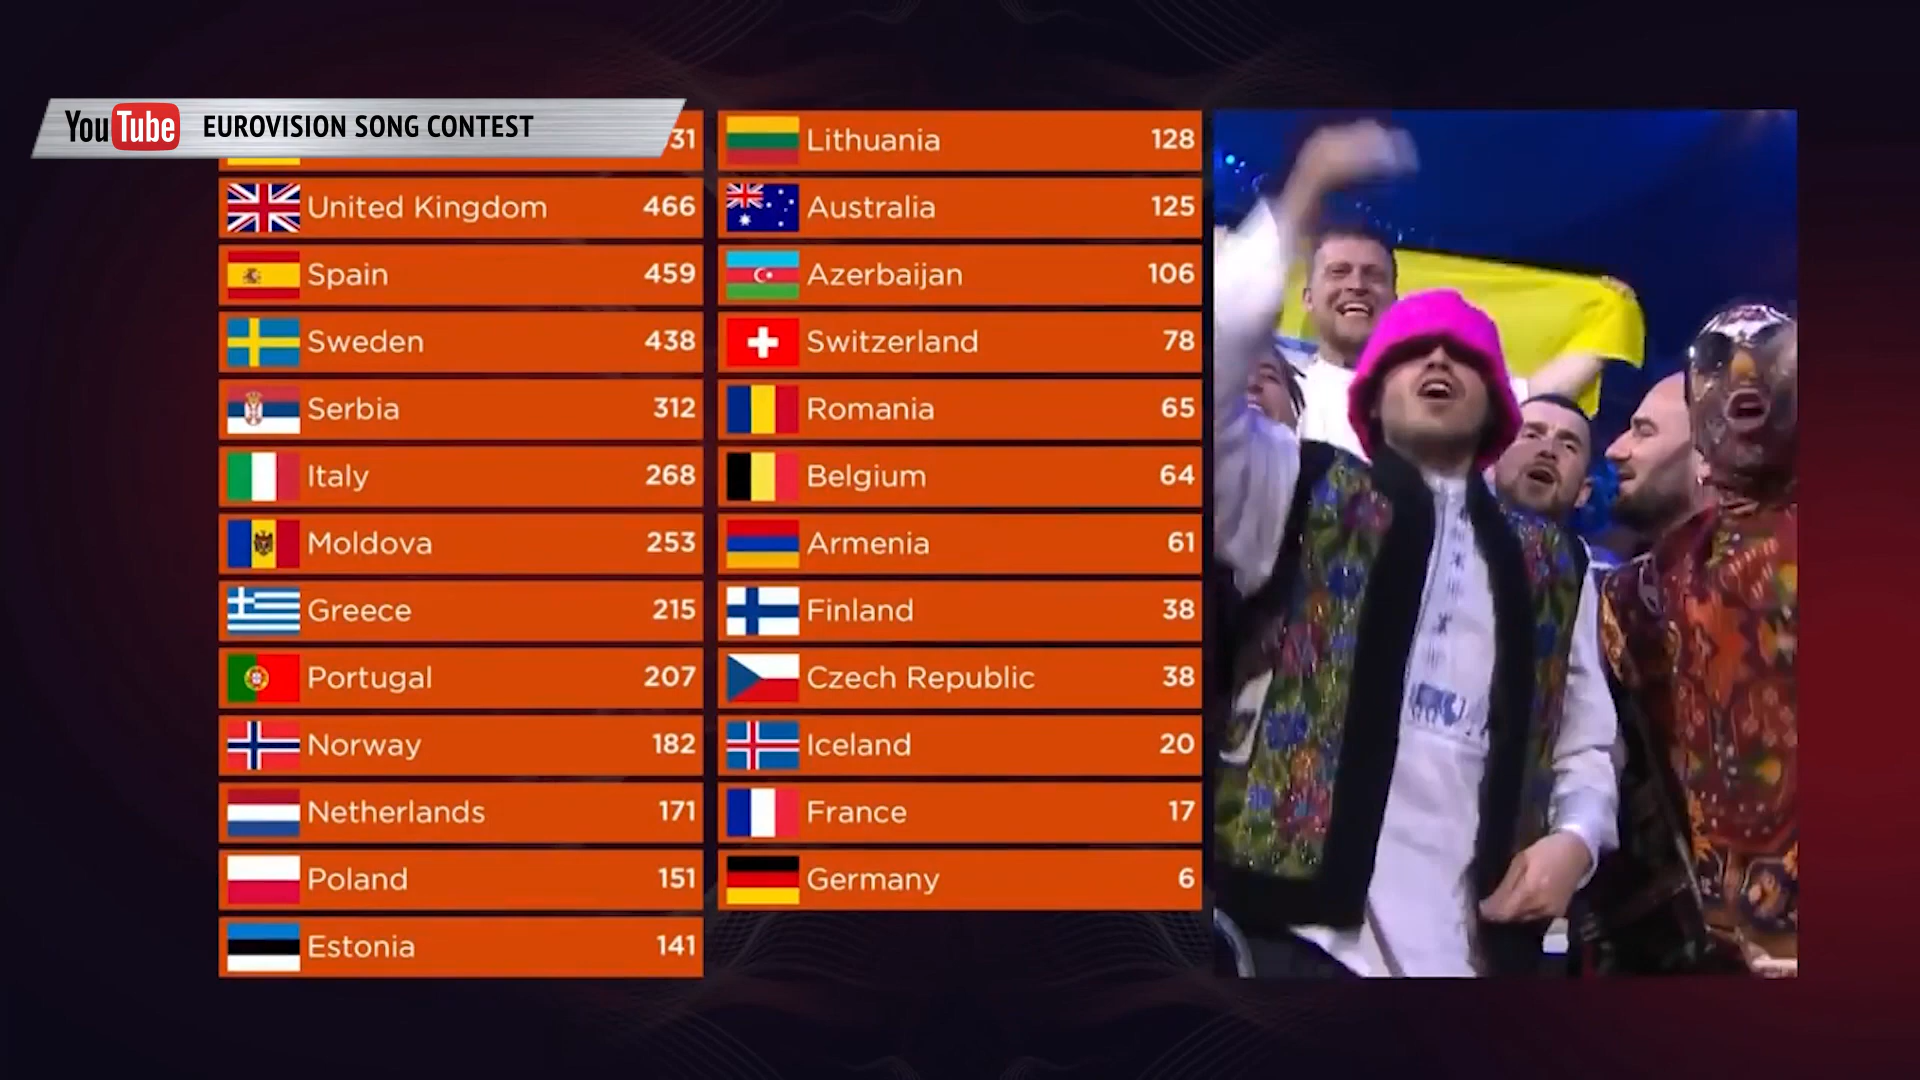 YouTube EUROVISION SONG CONTEST
31
United Kingdom 466
Spain 459
Sweden 438
Serbia 312
Italy 268
Moldova 253
Greece 215
Portugal 207
Norway 182
Netherlands 171
Poland 151
Estonia 141
Lithuania 128
Australia 125
Azerbaijan 106
Switzerland 78
Romania 65
Belgium 64
Armenia 61
Finland 38
Czech Republic 38
Iceland 20
France 17
Germany 6